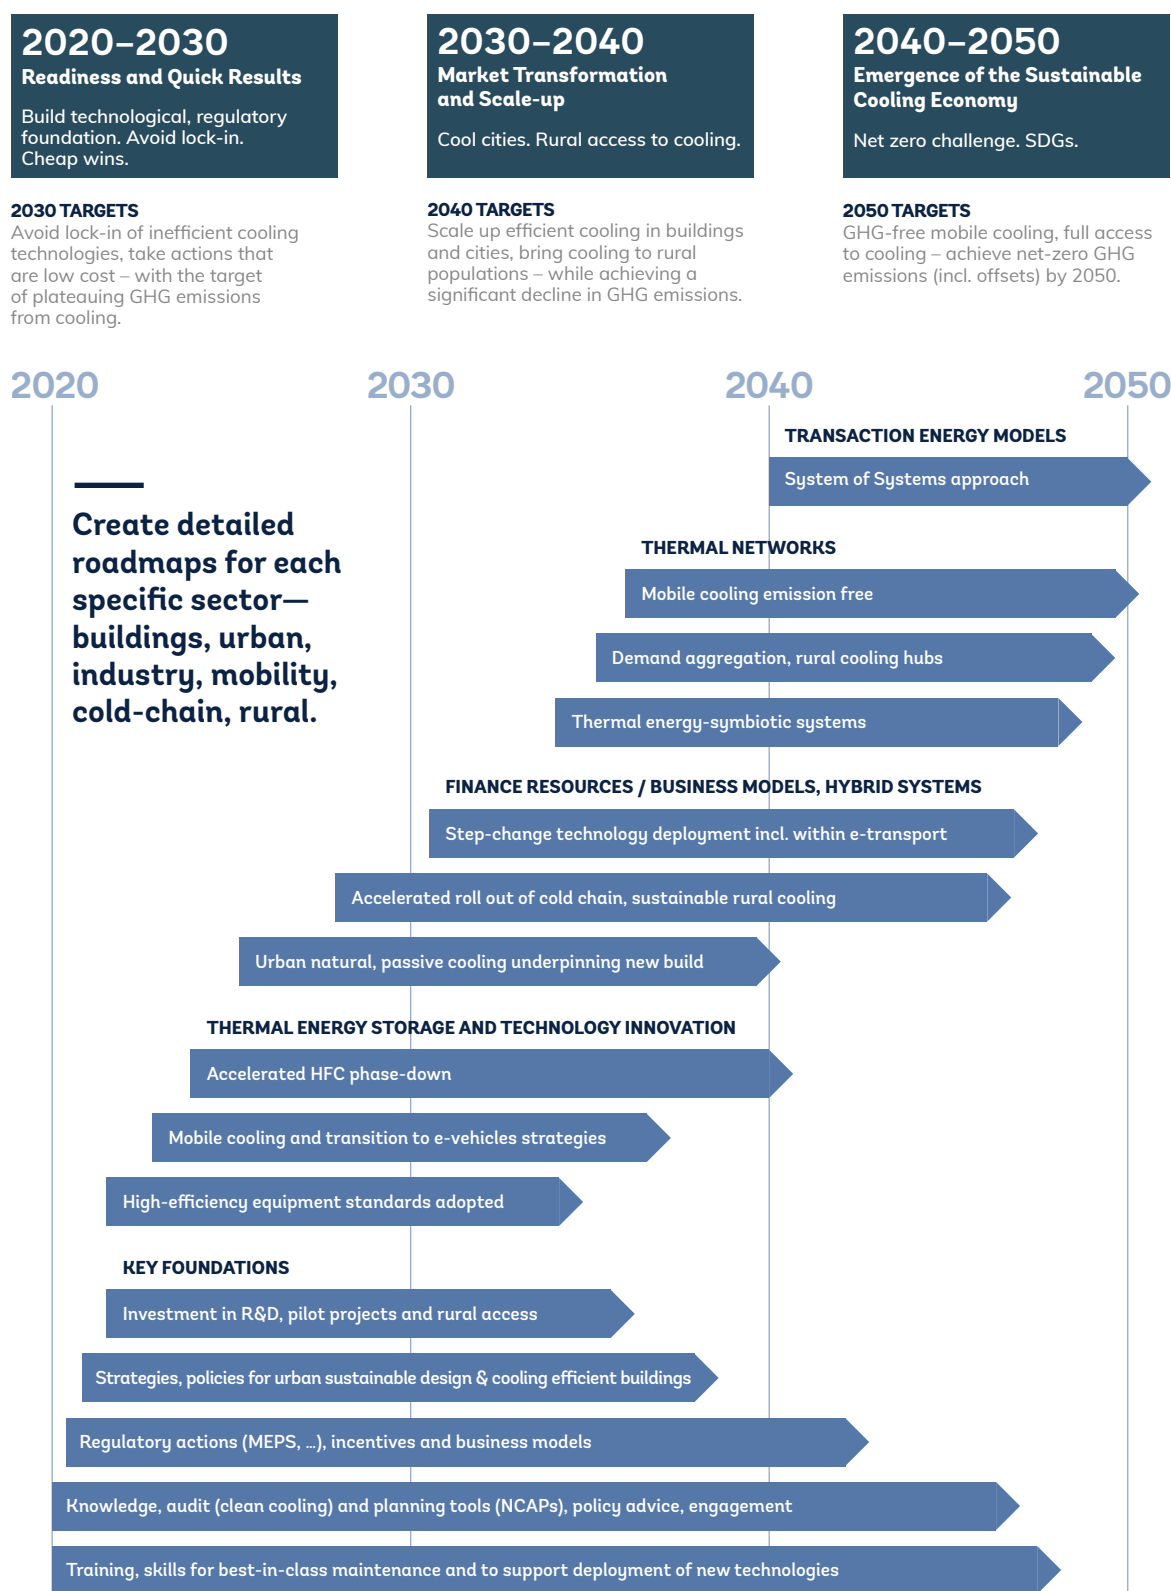 2020–2030
Readiness and Quick Results
Build technological, regulatory
foundation. Avoid lock-in.
Cheap wins.
2030 TARGETS
Avoid lock-in of inefficient cooling
technologies, take actions that
are low cost – with the target
of plateauing GHG emissions
from cooling.
2030–2040
Market Transformation
and Scale-up
Cool cities. Rural access to cooling.
2040 TARGETS
Scale up efficient cooling in buildings
and cities, bring cooling to rural
populations – while achieving a
significant decline in GHG emissions.
2040–2050
Emergence of the Sustainable
Cooling Economy
Net zero challenge. SDGs.
2050 TARGETS
GHG-free mobile cooling, full access
to cooling – achieve net-zero GHG
emissions (incl. offsets) by 2050.
2020 2030 2040 2050
Create detailed
roadmaps for each
specific sector—
buildings, urban,
industry, mobility,
cold-chain, rural.
TRANSACTION ENERGY MODELS
System of Systems approach
THERMAL NETWORKS
Mobile cooling emission free
Demand aggregation, rural cooling hubs
Thermal energy-symbiotic systems
FINANCE RESOURCES / BUSINESS MODELS, HYBRID SYSTEMS
Step-change technology deployment incl. within e-transport
Accelerated roll out of cold chain, sustainable rural cooling
Urban natural, passive cooling underpinning new build
THERMAL ENERGY STORAGE AND TECHNOLOGY INNOVATION
Accelerated HFC phase-down
Mobile cooling and transition to e-vehicles strategies
High-efficiency equipment standards adopted
KEY FOUNDATIONS
Investment in R&D, pilot projects and rural access
Strategies, policies for urban sustainable design & cooling efficient buildings
Regulatory actions (MEPS, …), incentives and business models
Knowledge, audit (clean cooling) and planning tools (NCAPs), policy advice, engagement
Training, skills for best-in-class maintenance and to support deployment of new technologies